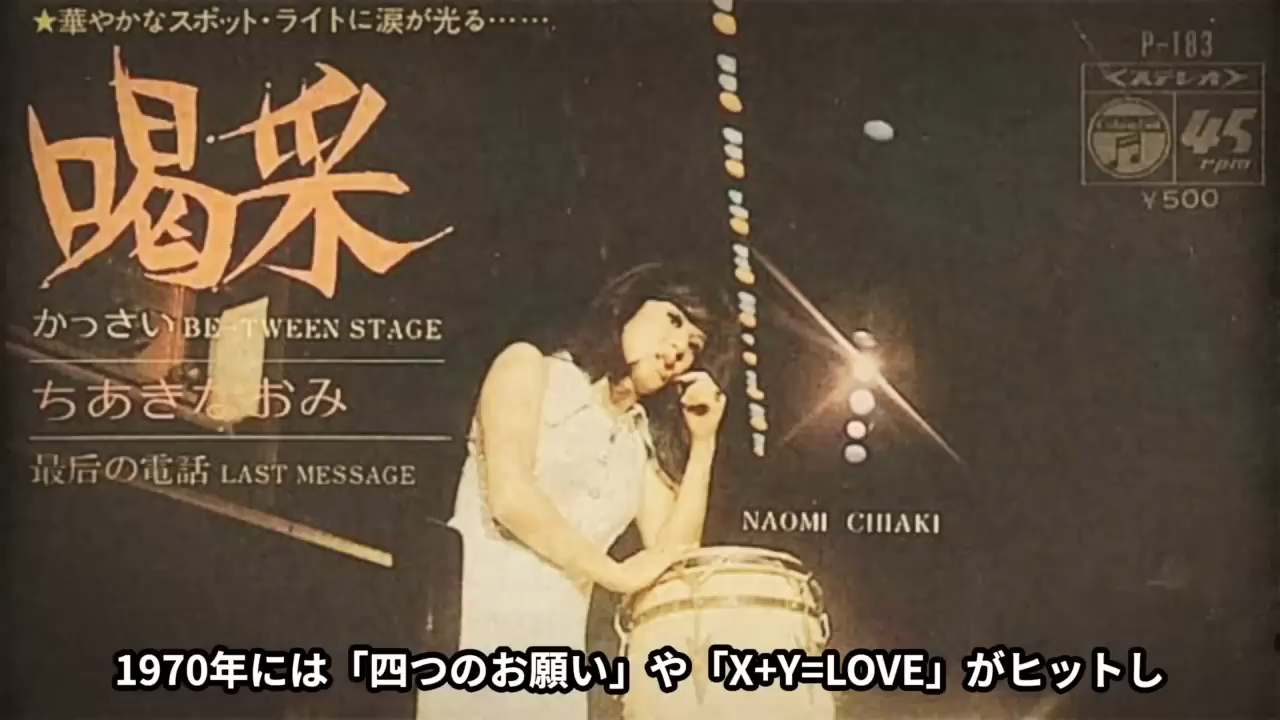 ★華やかなスポット・ライトに涙が光る……
喝采
かっさい BE-TWEEN STAGE
ちあきなおみ
最后の電話 LAST MESSAGE
P-183
<ステレオ>
Columbia
45
rpm
¥500
NAOMI CHIAKI
1970年には「四つのお願い」や「X+Y=LOVE」がヒットし